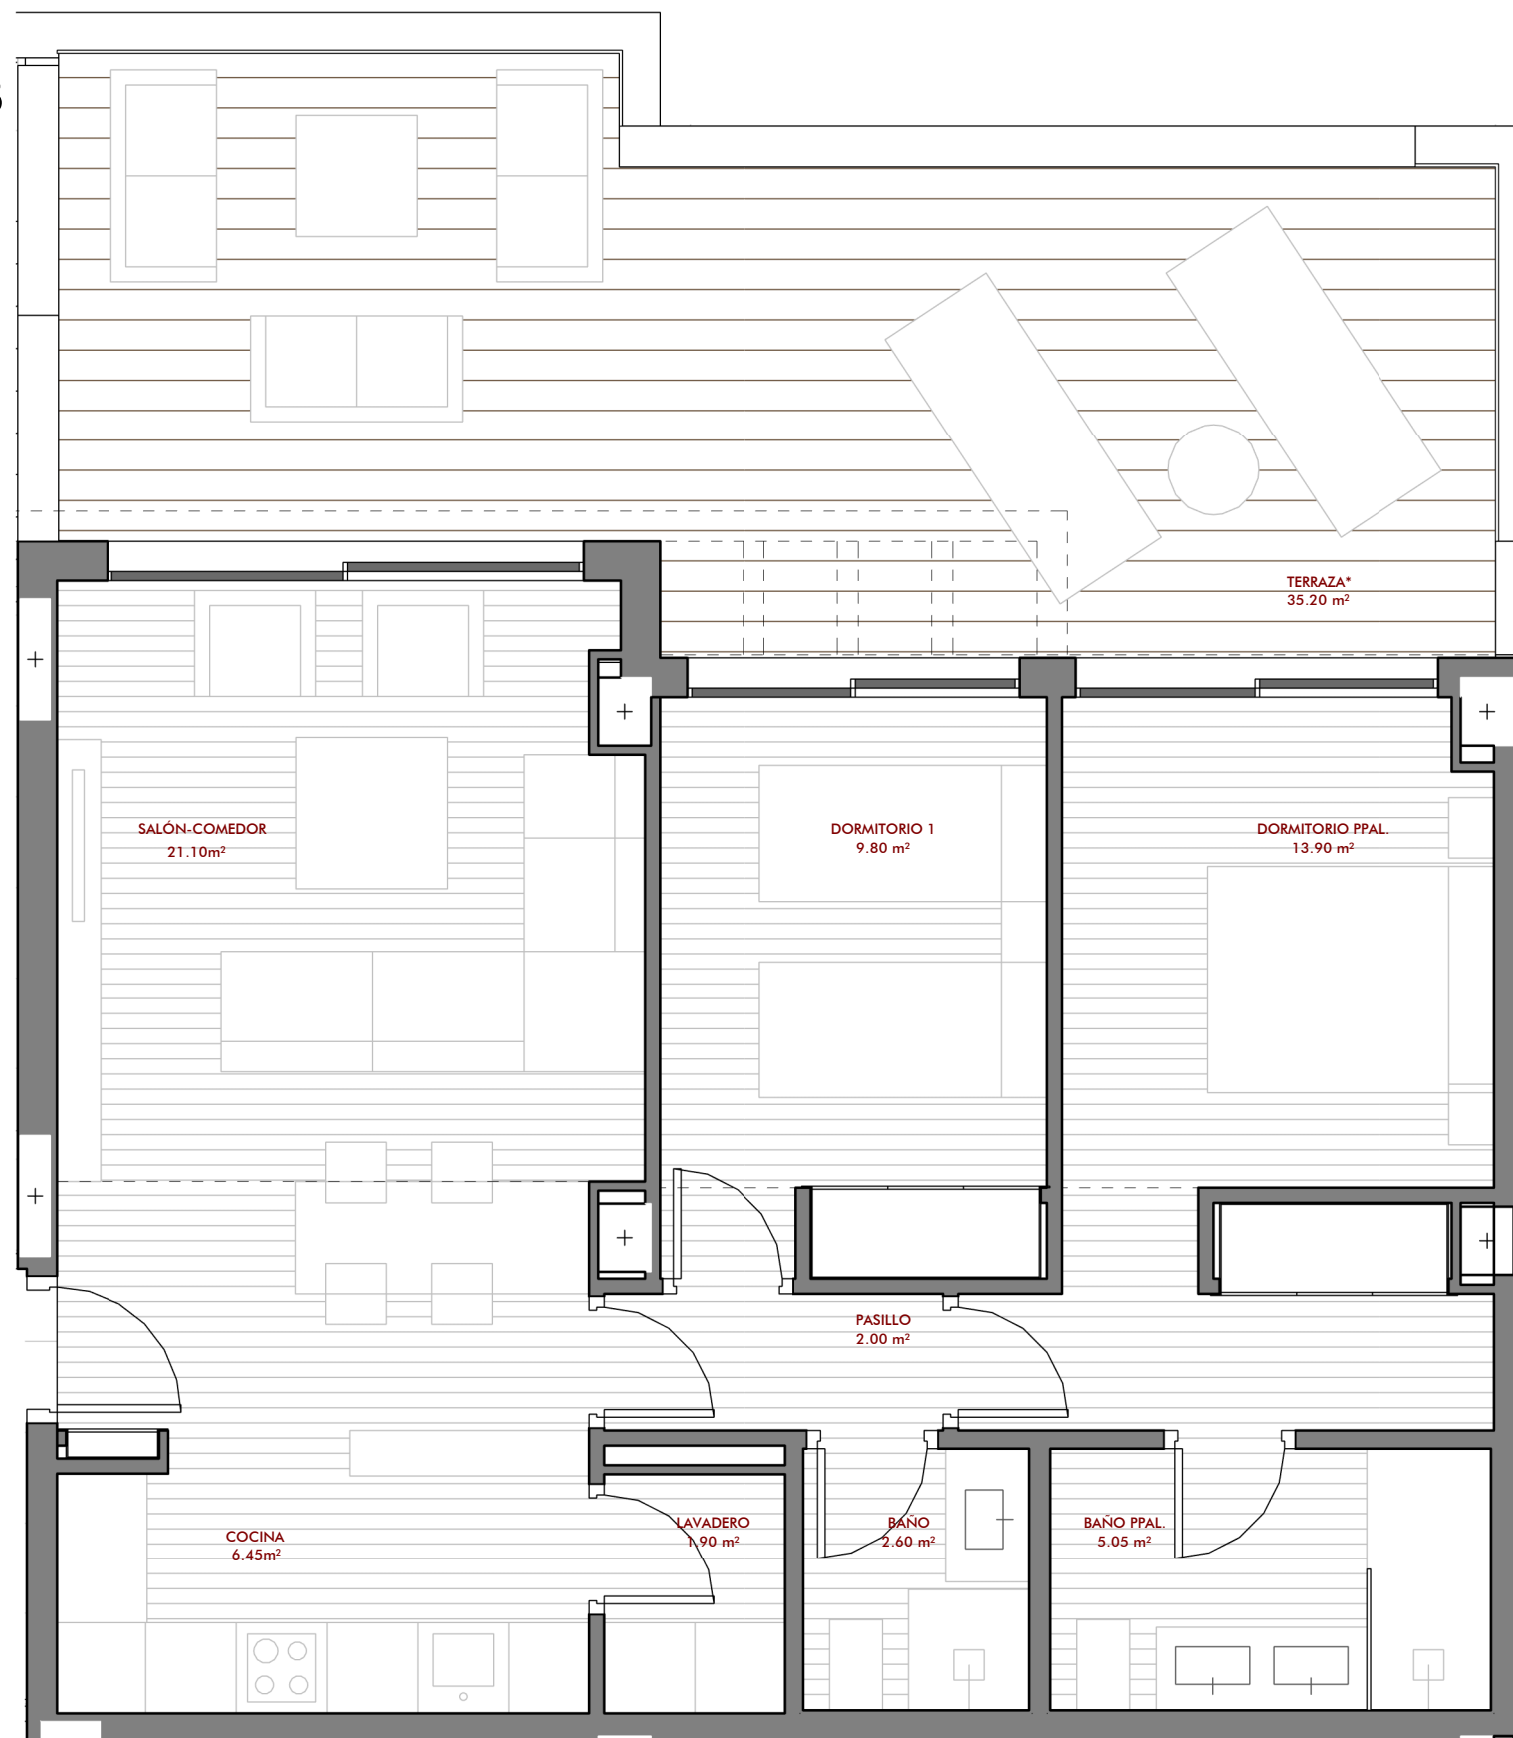 TERRAZA*
35.20 m²
SALÓN-COMEDOR
21.10m²
DORMITORIO 1
9.80 m²
DORMITORIO PPAL.
13.90 m²
PASILLO
2.00 m²
COCINA
6.45m²
LAVADERO
1.90 m²
BAÑO
2.60 m²
BAÑO PPAL.
5.05 m²